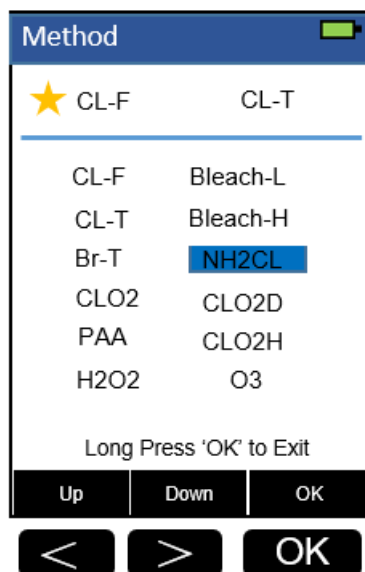 Method
CL-F CL-T
CL-F Bleach-L
CL-T Bleach-H
Br-T NH2CL
CLO2 CLO2D
PAA CLO2H
H2O2 O3
Long Press 'OK' to Exit
Up Down OK
< > OK